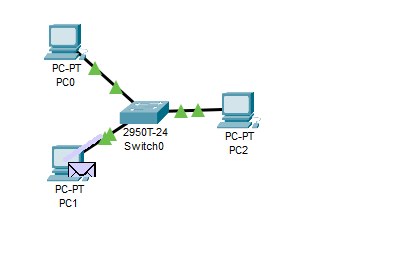 PC-PT
PC0
2950T-24
Switch0
PC-PT
PC2
PC-PT
PC1